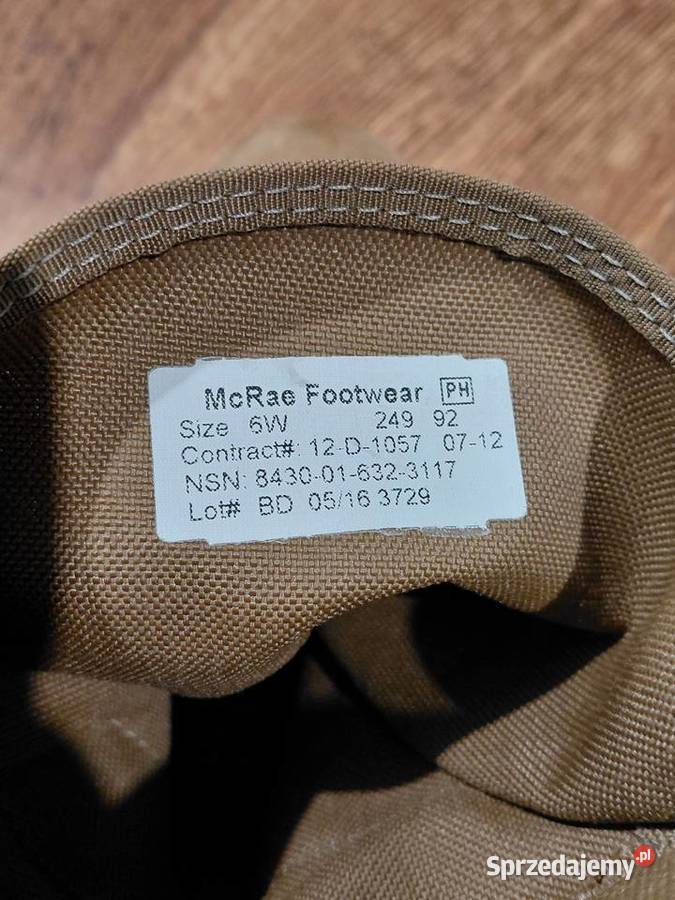 McRae Footwear PH
Size 6W 249 92
Contract#: 12-D-1057 07-12
NSN: 8430-01-632-3117
Lot# BD 05/16 3729
Sprzedajemy.pl